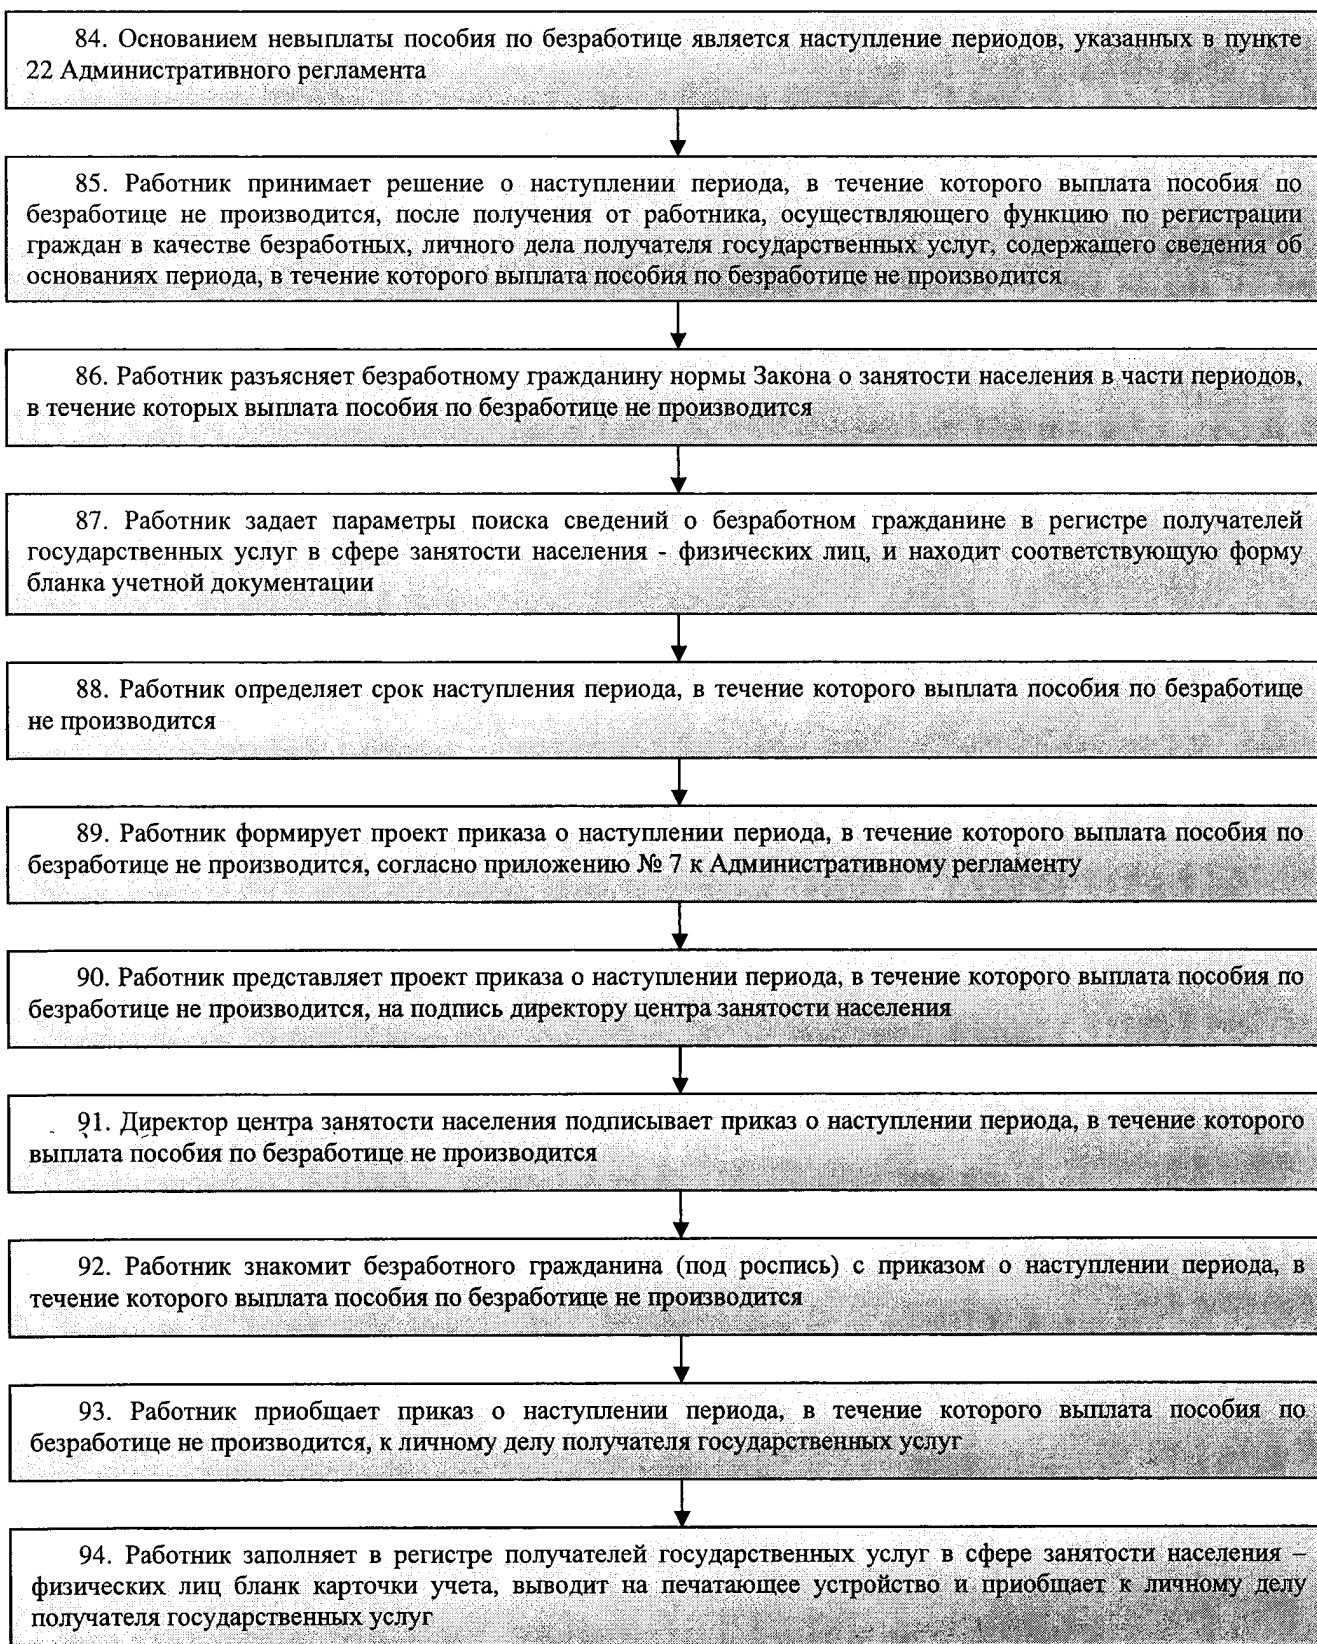 84. Основанием невыплаты пособия по безработице является наступление периодов, указанных в пункте
22 Административного регламента
85. Работник принимает решение о наступлении периода, в течение которого выплата пособия по
безработице не производится, после получения от работника, осуществляющего функцию по регистрации
граждан в качестве безработных, личного дела получателя государственных услуг, содержащего сведения об
основаниях периода, в течение которого выплата пособия по безработице не производится
86. Работник разъясняет безработному гражданину нормы Закона о занятости населения в части периодов,
в течение которых выплата пособия по безработице не производится
87. Работник задает параметры поиска сведений о безработном гражданине в регистре получателей
государственных услуг в сфере занятости населения - физических лиц, и находит соответствующую форму
бланка учетной документации
88. Работник определяет срок наступления периода, в течение которого выплата пособия по безработице
не производится
89. Работник формирует проект приказа о наступлении периода, в течение которого выплата пособия по
безработице не производится, согласно приложению № 7 к Административному регламенту
90. Работник представляет проект приказа о наступлении периода, в течение которого выплата пособия по
безработице не производится, на подпись директору центра занятости населения
91. Директор центра занятости населения подписывает приказ о наступлении периода, в течение которого
выплата пособия по безработице не производится
92. Работник знакомит безработного гражданина (под роспись) с приказом о наступлении периода, в
течение которого выплата пособия по безработице не производится
93. Работник приобщает приказ о наступлении периода, в течение которого выплата пособия по
безработице не производится, к личному делу получателя государственных услуг
94. Работник заполняет в регистре получателей государственных услуг в сфере занятости населения –
физических лиц бланк карточки учета, выводит на печатающее устройство и приобщает к личному делу
получателя государственных услуг